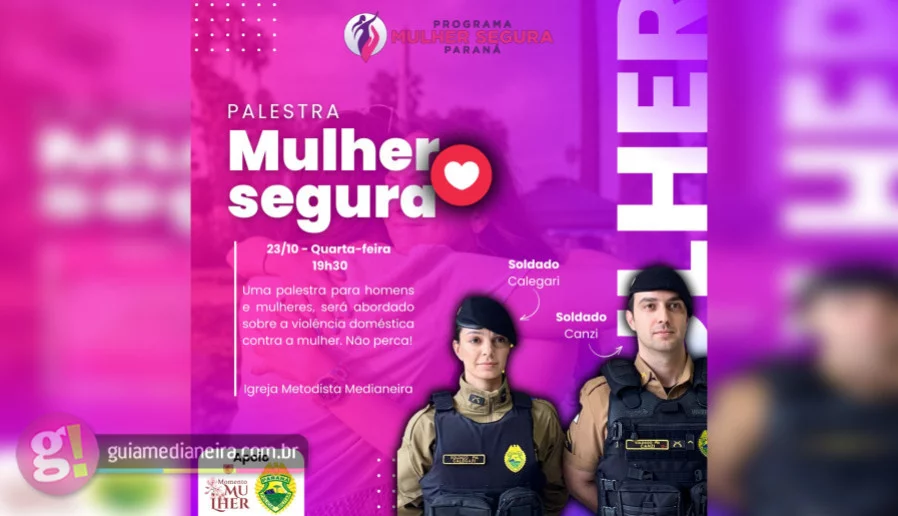 PROGRAMA
MULHER SEGURA
PARANÁ
PALESTRA
Mulher
segura
23/10 - Quarta-feira
19h30
Uma palestra para homens
e mulheres, será abordado
sobre a violência doméstica
contra a mulher. Não perca!
Igreja Metodista Medianeira
Soldado
Calegari
Soldado
Canzi
LHER
g!
guiamedianeira.com.br
Apoio
Momento
MU
LHER